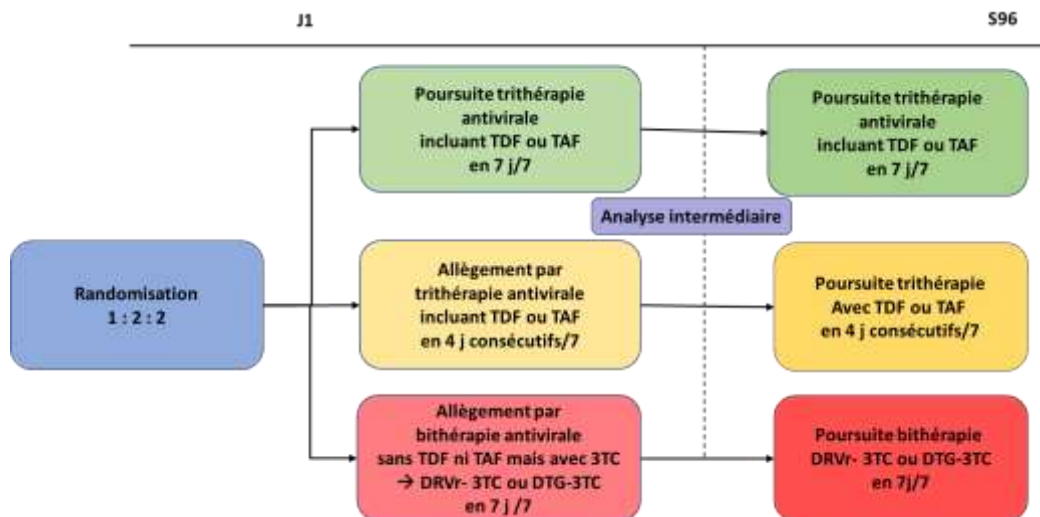 J1
S96
Poursuite trithérapie
antivirale
incluant TDF ou TAF
en 7 j/7
Poursuite trithérapie
antivirale
incluant TDF ou TAF
en 7 j/7
Analyse intermédiaire
Randomisation
1 : 2 : 2
Allègement par
trithérapie antivirale
incluant TDF ou TAF
en 4 j consécutifs/7
Poursuite trithérapie
Avec TDF ou TAF
en 4 j consécutifs/7
Allègement par
bithérapie antivirale
sans TDF ni TAF mais avec 3TC
→ DRVr- 3TC ou DTG-3TC
en 7 j /7
Poursuite bithérapie
DRVr- 3TC ou DTG-3TC
en 7j/7